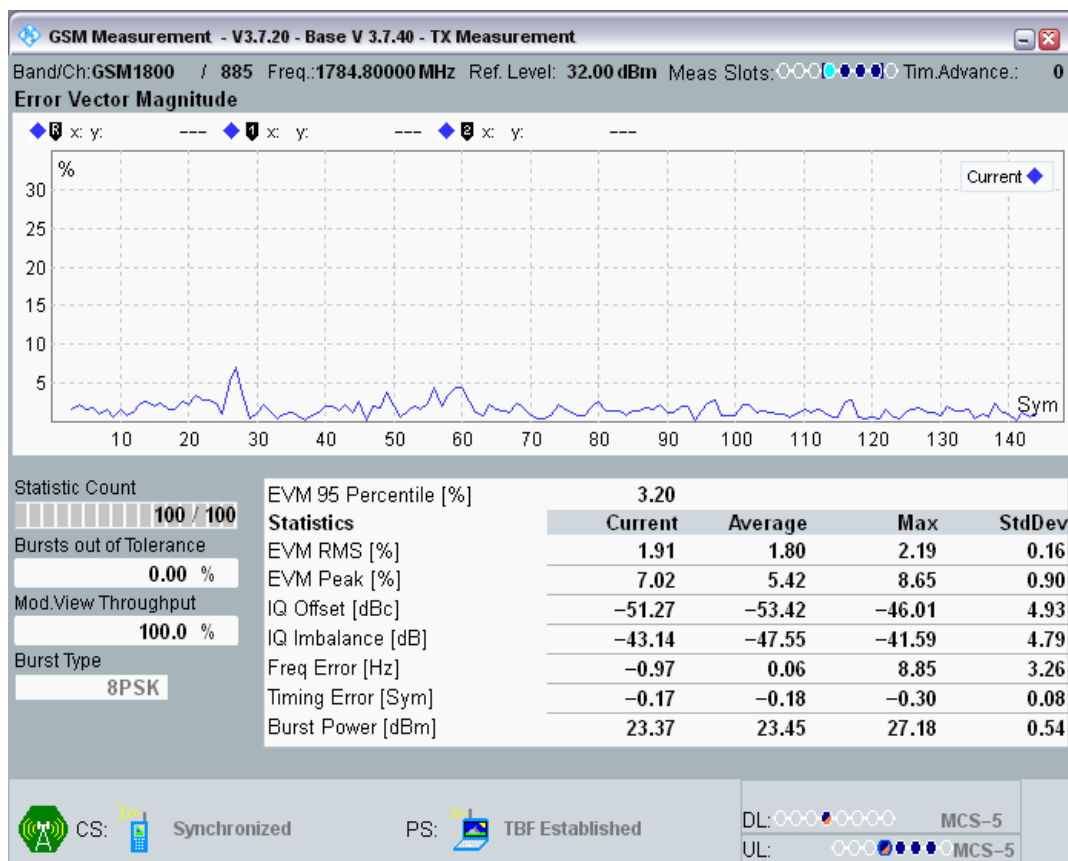 GSM Measurement - V3.7.20 - Base V 3.7.40 - TX Measurement
Band/Ch:GSM1800 / 885 Freq.:1784.80000 MHz Ref. Level: 32.00 dBm Meas Slots: Tim.Advance.: 0
Error Vector Magnitude
R x: y: --- 1 x: y: --- 2 x: y: ---
%
Current
30
25
20
15
10
5
Sym
10 20 30 40 50 60 70 80 90 100 110 120 130 140
Statistic Count
100 / 100
Bursts out of Tolerance
0.00 %
Mod.View Throughput
100.0 %
Burst Type
8PSK
EVM 95 Percentile [%] 3.20
Statistics Current Average Max StdDev
EVM RMS [%] 1.91 1.80 2.19 0.16
EVM Peak [%] 7.02 5.42 8.65 0.90
IQ Offset [dBc] −51.27 −53.42 −46.01 4.93
IQ Imbalance [dB] −43.14 −47.55 −41.59 4.79
Freq Error [Hz] −0.97 0.06 8.85 3.26
Timing Error [Sym] −0.17 −0.18 −0.30 0.08
Burst Power [dBm] 23.37 23.45 27.18 0.54
CS: Synchronized PS: TBF Established
DL: MCS−5
UL: MCS−5